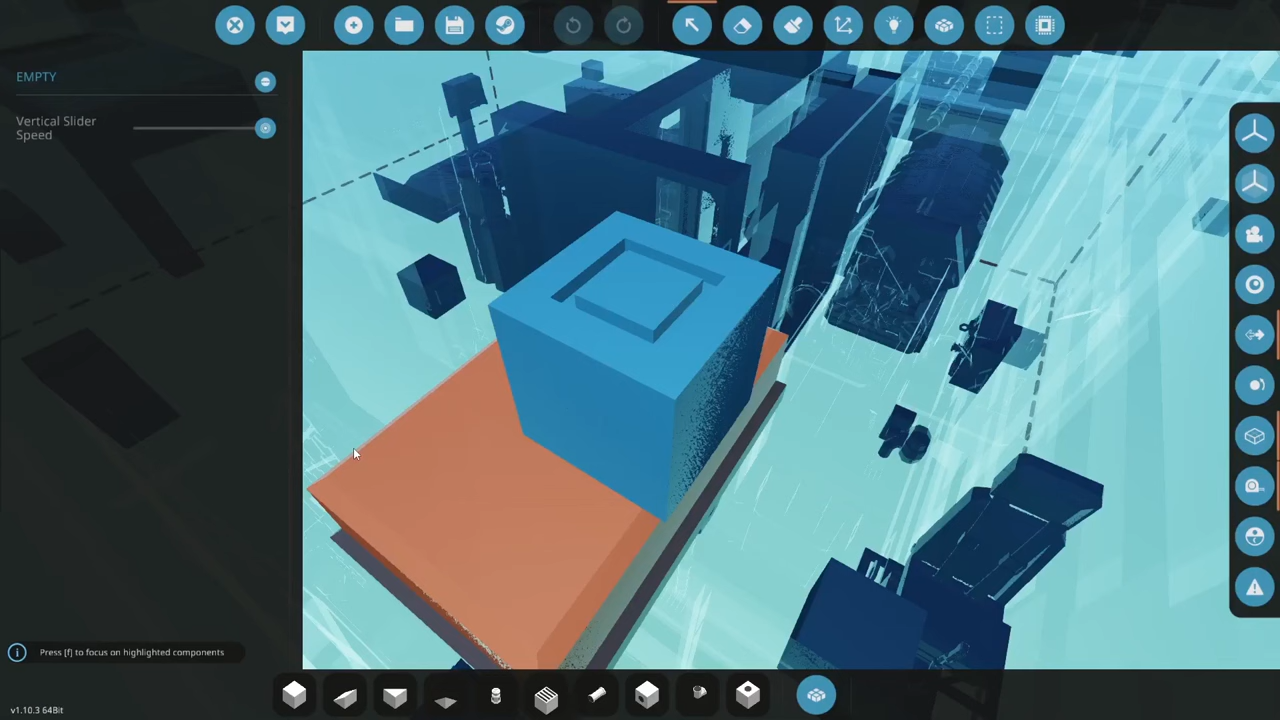 EMPTY
Vertical Slider
Speed
Press [f] to focus on highlighted components
v1.10.3 64Bit